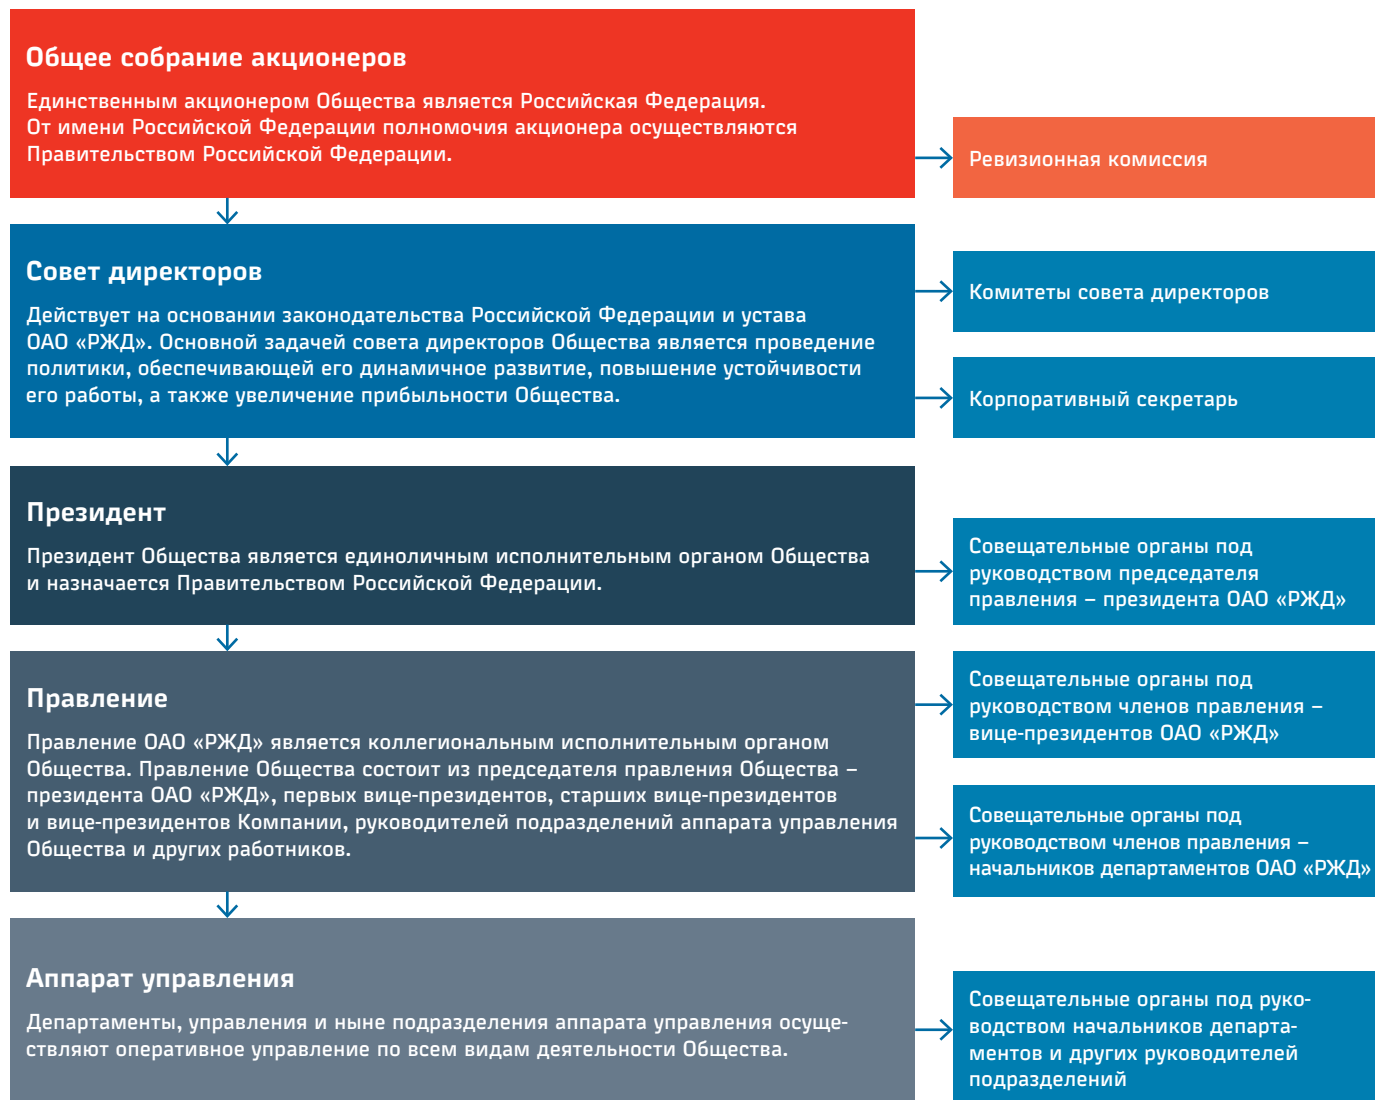 Общее собрание акционеров
Единственным акционером Общества является Российская Федерация.
От имени Российской Федерации полномочия акционера осуществляются
Правительством Российской Федерации.
Ревизионная комиссия
Совет директоров
Действует на основании законодательства Российской Федерации и устава
ОАО «РЖД». Основной задачей совета директоров Общества является проведение
политики, обеспечивающей его динамичное развитие, повышение устойчивости
его работы, а также увеличение прибыльности Общества.
Комитеты совета директоров
Корпоративный секретарь
Президент
Президент Общества является единоличным исполнительным органом Общества
и назначается Правительством Российской Федерации.
Совещательные органы под
руководством председателя
правления – президента ОАО «РЖД»
Правление
Правление ОАО «РЖД» является коллегиональным исполнительным органом
Общества. Правление Общества состоит из председателя правления Общества –
президента ОАО «РЖД», первых вице-президентов, старших вице-президентов
и вице-президентов Компании, руководителей подразделений аппарата управления
Общества и других работников.
Совещательные органы под
руководством членов правления –
вице-президентов ОАО «РЖД»
Совещательные органы под
руководством членов правления –
начальников департаментов ОАО «РЖД»
Аппарат управления
Департаменты, управления и ныне подразделения аппарата управления осуще-
ствляют оперативное управление по всем видам деятельности Общества.
Совещательные органы под руко-
водством начальников департа-
ментов и других руководителей
подразделений